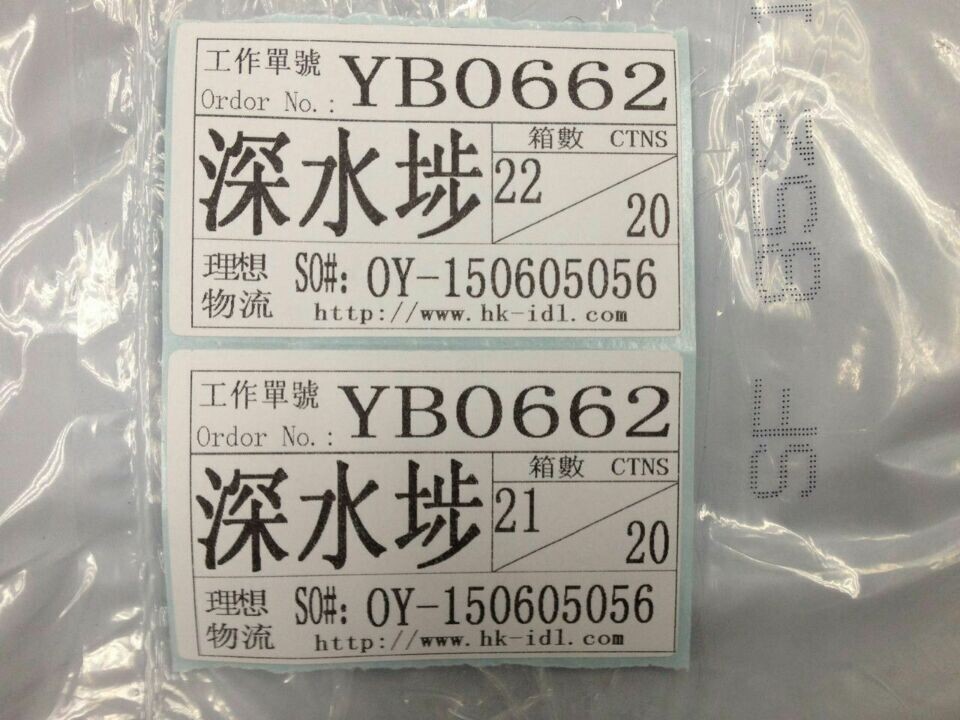 工作單號 YB0662
Ordor No.:
深水埗
箱數 CTNS
22
20
理想 SO#: OY-150605056
物流 http://www.hk-idl.com
工作單號 YB0662
Ordor No.:
深水埗
箱數 CTNS
21
20
理想 SO#: OY-150605056
物流 http://www.hk-idl.com